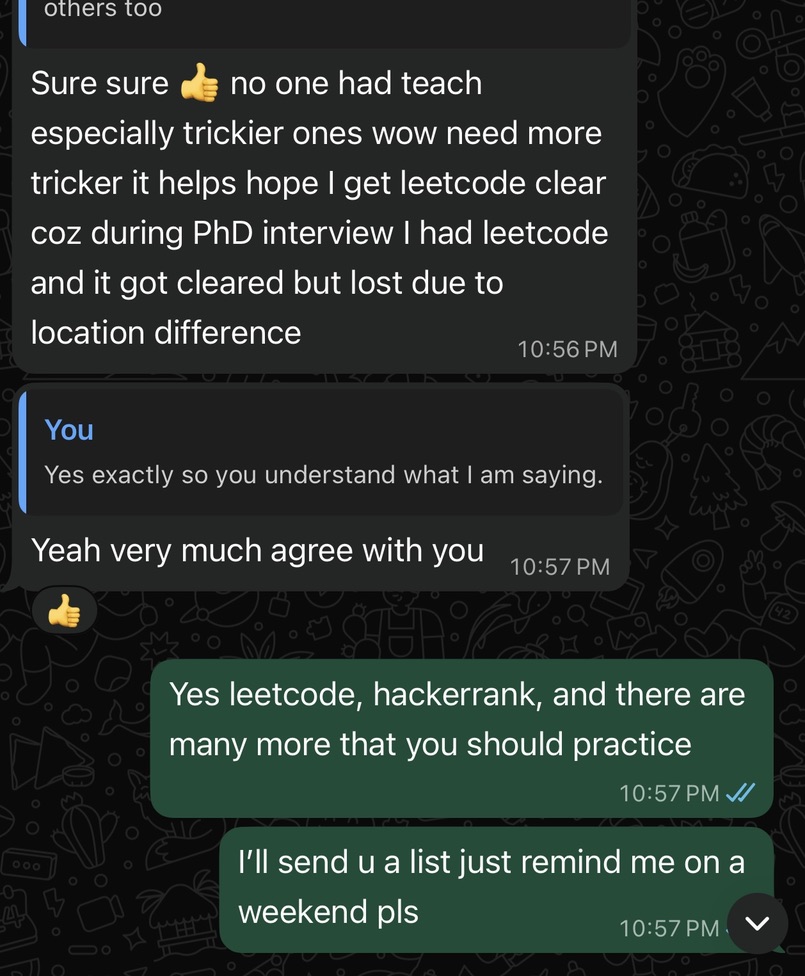 others too
Sure sure 👍 no one had teach
especially trickier ones wow need more
tricker it helps hope I get leetcode clear
coz during PhD interview I had leetcode
and it got cleared but lost due to
location difference
10:56 PM
You
Yes exactly so you understand what I am saying.
Yeah very much agree with you
10:57 PM
👍
Yes leetcode, hackerrank, and there are
many more that you should practice
10:57 PM
I’ll send u a list just remind me on a
weekend pls
10:57 PM